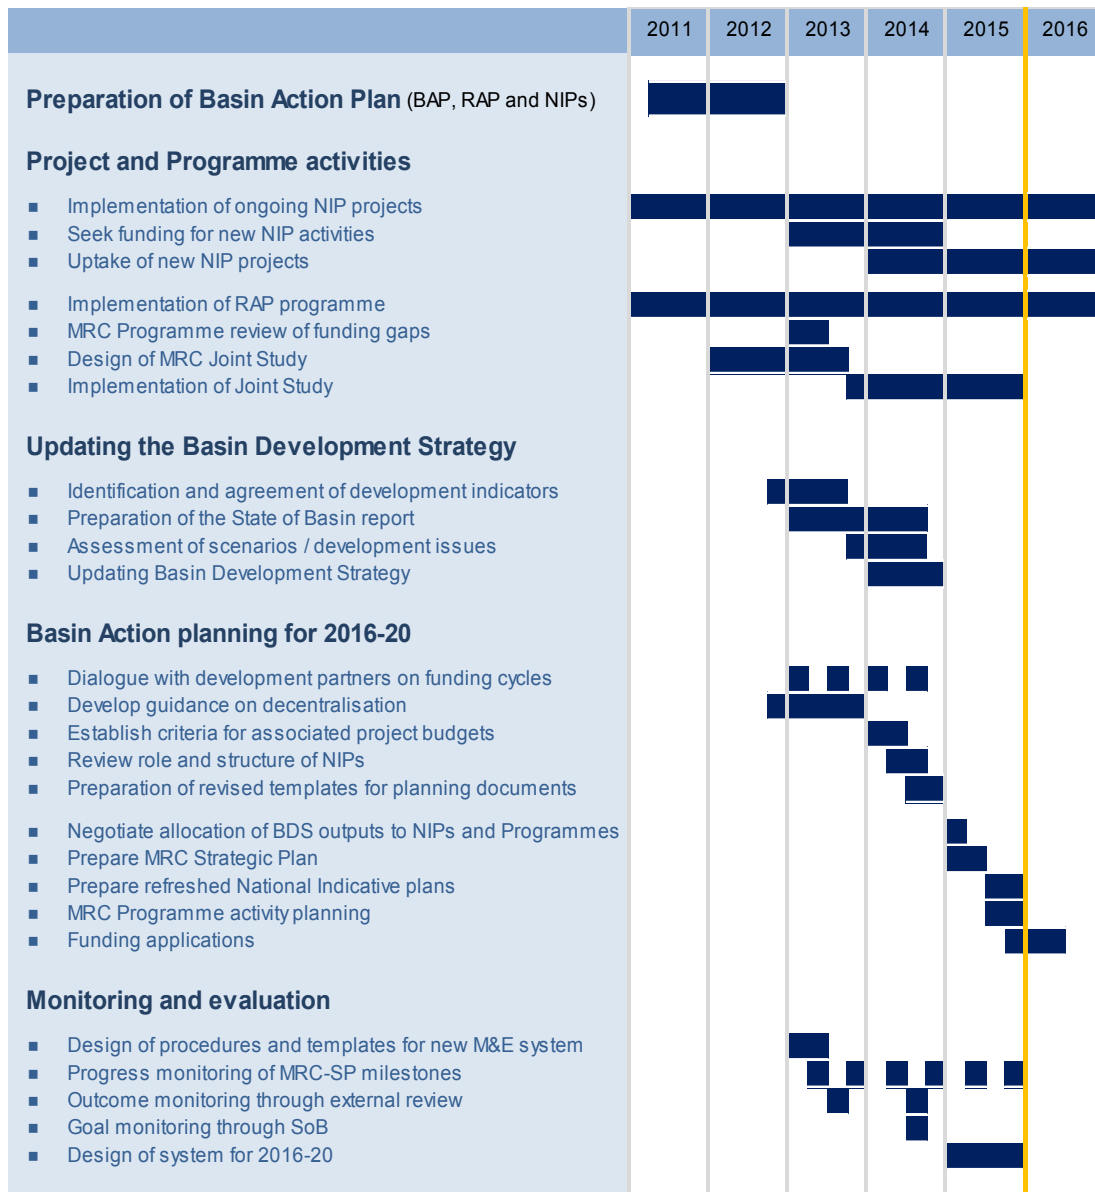 2011 2012 2013 2014 2015 2016
Preparation of Basin Action Plan (BAP, RAP and NIPs)
Project and Programme activities
▪ Implementation of ongoing NIP projects
▪ Seek funding for new NIP activities
▪ Uptake of new NIP projects
▪ Implementation of RAP programme
▪ MRC Programme review of funding gaps
▪ Design of MRC Joint Study
▪ Implementation of Joint Study
Updating the Basin Development Strategy
▪ Identification and agreement of development indicators
▪ Preparation of the State of Basin report
▪ Assessment of scenarios / development issues
▪ Updating Basin Development Strategy
Basin Action planning for 2016-20
▪ Dialogue with development partners on funding cycles
▪ Develop guidance on decentralisation
▪ Establish criteria for associated project budgets
▪ Review role and structure of NIPs
▪ Preparation of revised templates for planning documents
▪ Negotiate allocation of BDS outputs to NIPs and Programmes
▪ Prepare MRC Strategic Plan
▪ Prepare refreshed National Indicative plans
▪ MRC Programme activity planning
▪ Funding applications
Monitoring and evaluation
▪ Design of procedures and templates for new M&E system
▪ Progress monitoring of MRC-SP milestones
▪ Outcome monitoring through external review
▪ Goal monitoring through SoB
▪ Design of system for 2016-20